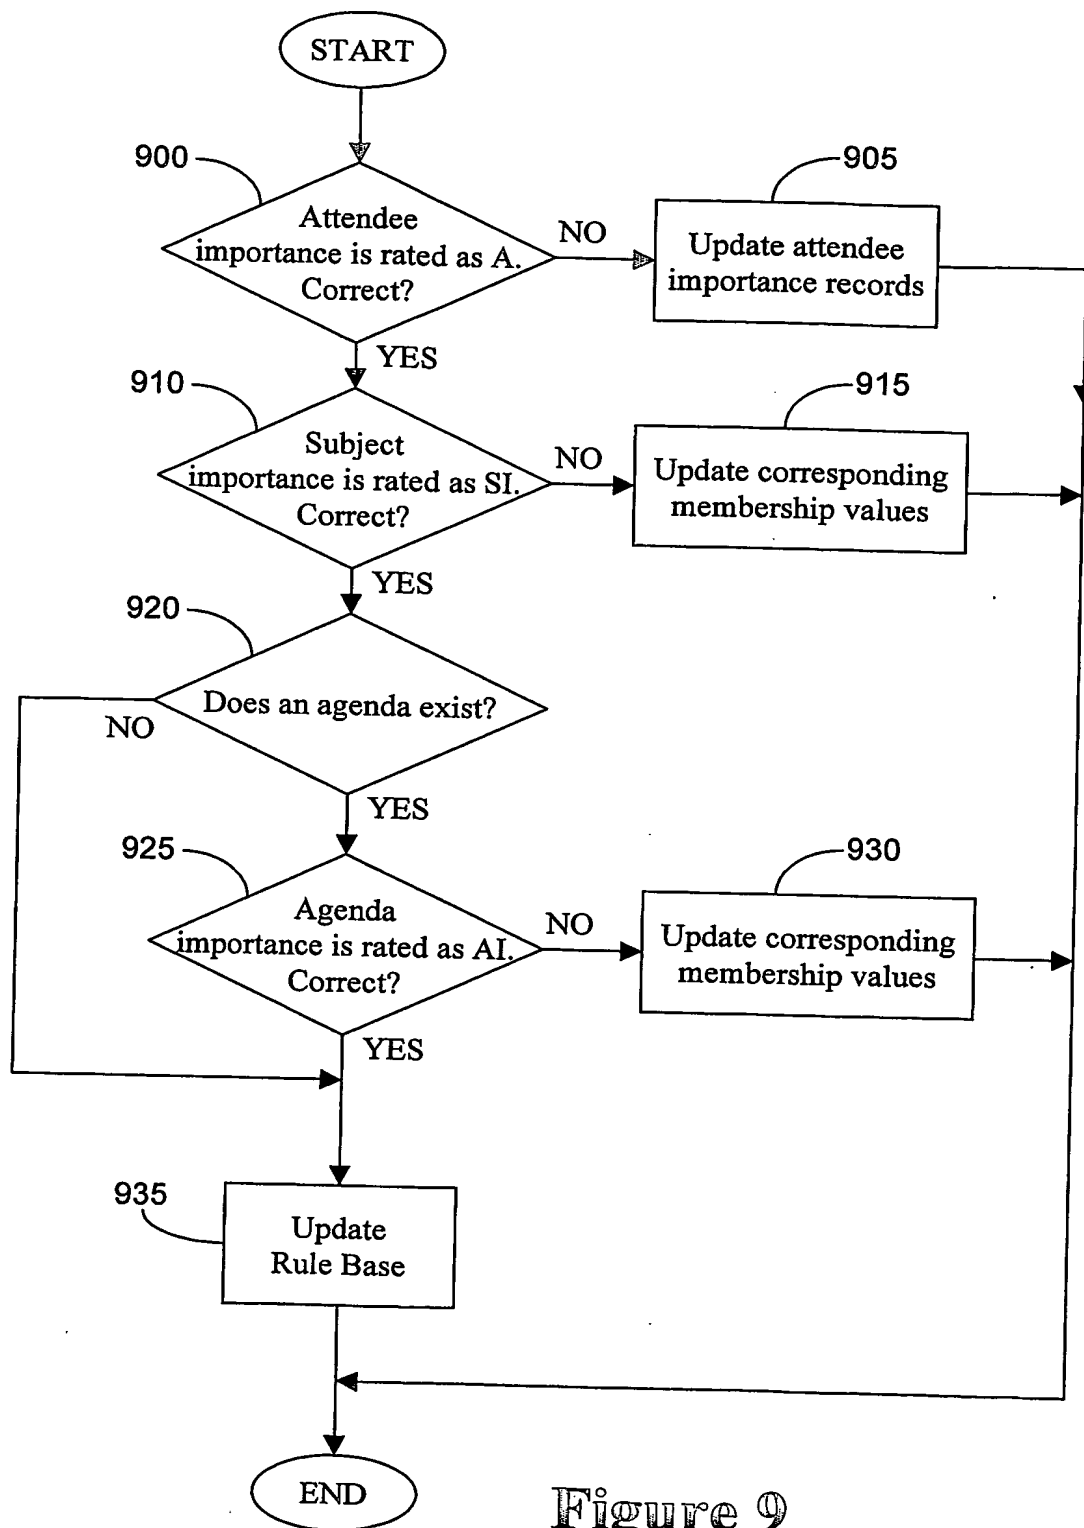 START
900
Attendee
importance is rated as A.
Correct?
NO
905
Update attendee
importance records
YES
910
Subject
importance is rated as SI.
Correct?
NO
915
Update corresponding
membership values
YES
920
Does an agenda exist?
NO
YES
925
Agenda
importance is rated as AI.
Correct?
NO
930
Update corresponding
membership values
YES
935
Update
Rule Base
END
Figure 9